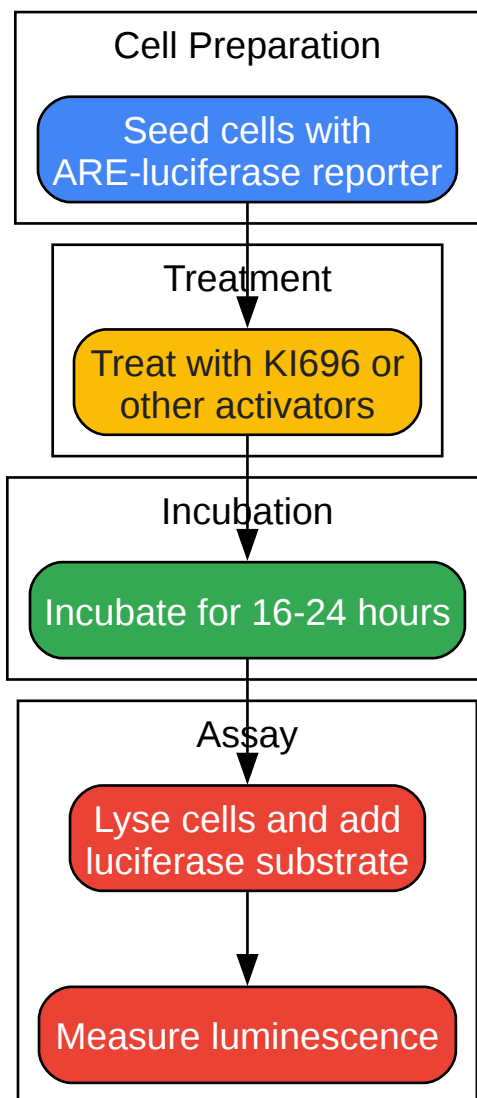 Cell Preparation
Seed cells with
ARE-luciferase reporter
Treatment
Treat with KI696 or
other activators
Incubation
Incubate for 16-24 hours
Assay
Lyse cells and add
luciferase substrate
Measure luminescence